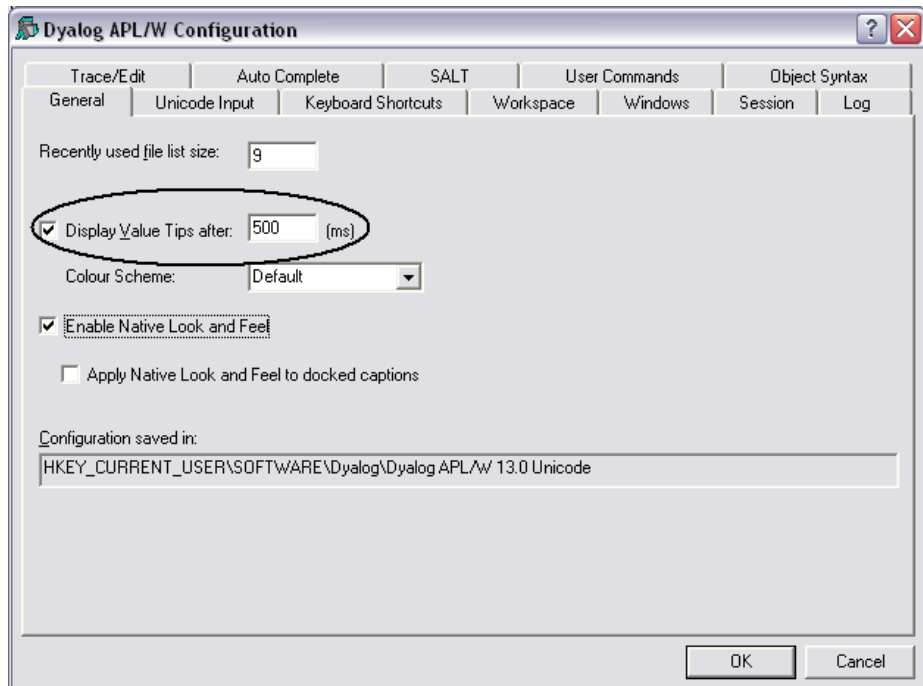 Dyalog APL/W Configuration
Trace/Edit Auto Complete SALT User Commands Object Syntax
General Unicode Input Keyboard Shortcuts Workspace Windows Session Log
Recently used file list size: 9
Display Value Tips after: 500 (ms)
Colour Scheme: Default
Enable Native Look and Feel
Apply Native Look and Feel to docked captions
Configuration saved in:
HKEY_CURRENT_USER\SOFTWARE\Dyalog\Dyalog APL/W 13.0 Unicode
OK Cancel